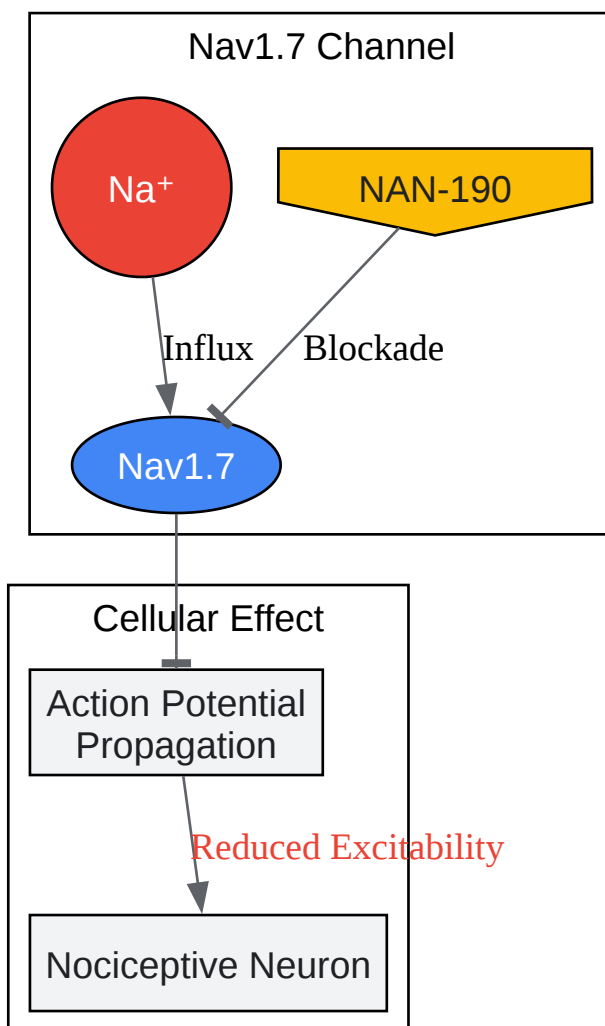 Nav1.7 Channel
Na⁺
NAN-190
Influx
Blockade
Nav1.7
Cellular Effect
Action Potential
Propagation
Reduced Excitability
Nociceptive Neuron